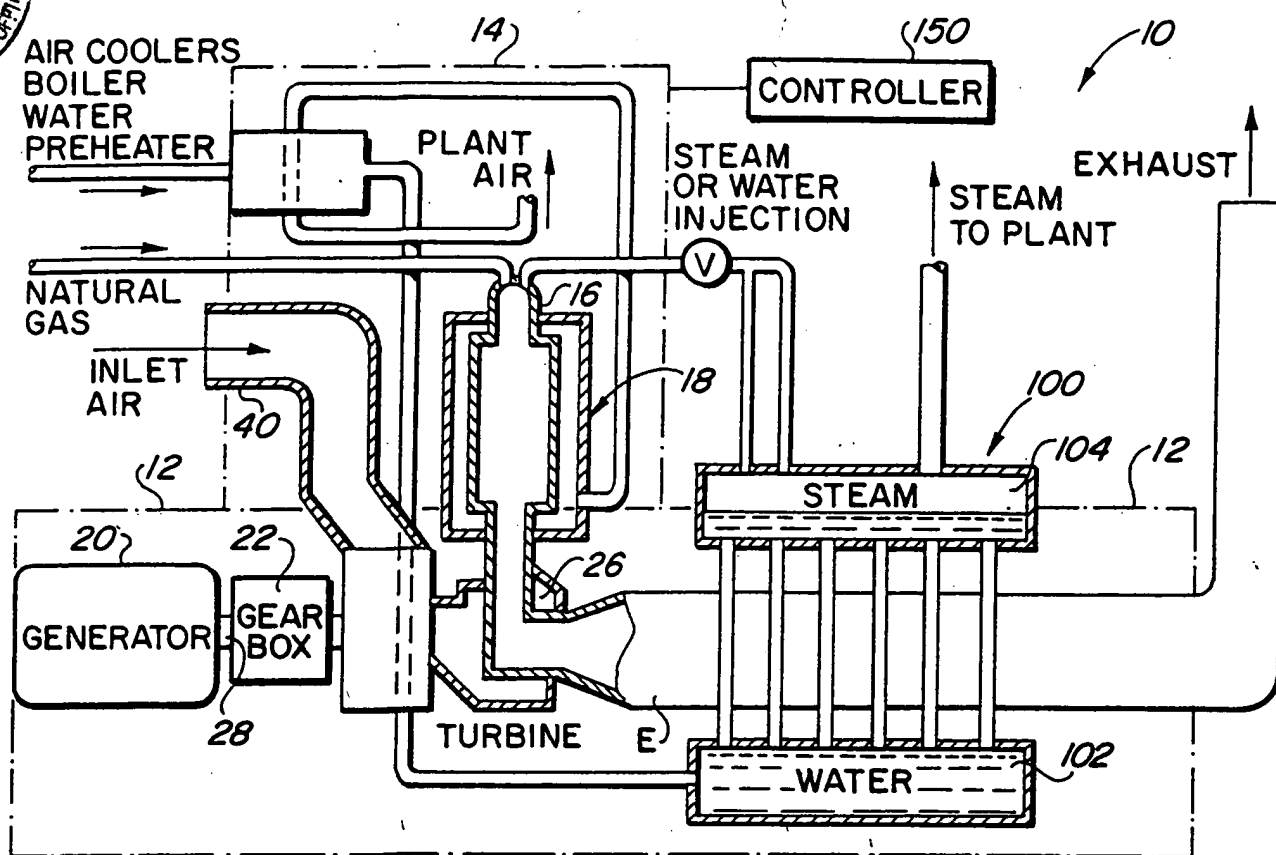 14
150
10
AIR COOLERS
BOILER
WATER
PREHEATER
CONTROLLER
PLANT
AIR
STEAM
OR WATER
INJECTION
EXHAUST
STEAM
TO PLANT
V
NATURAL
GAS
16
INLET
AIR
18
40
100
104
12
12
STEAM
20
22
26
GENERATOR
GEAR
BOX
28
TURBINE
E
WATER
102